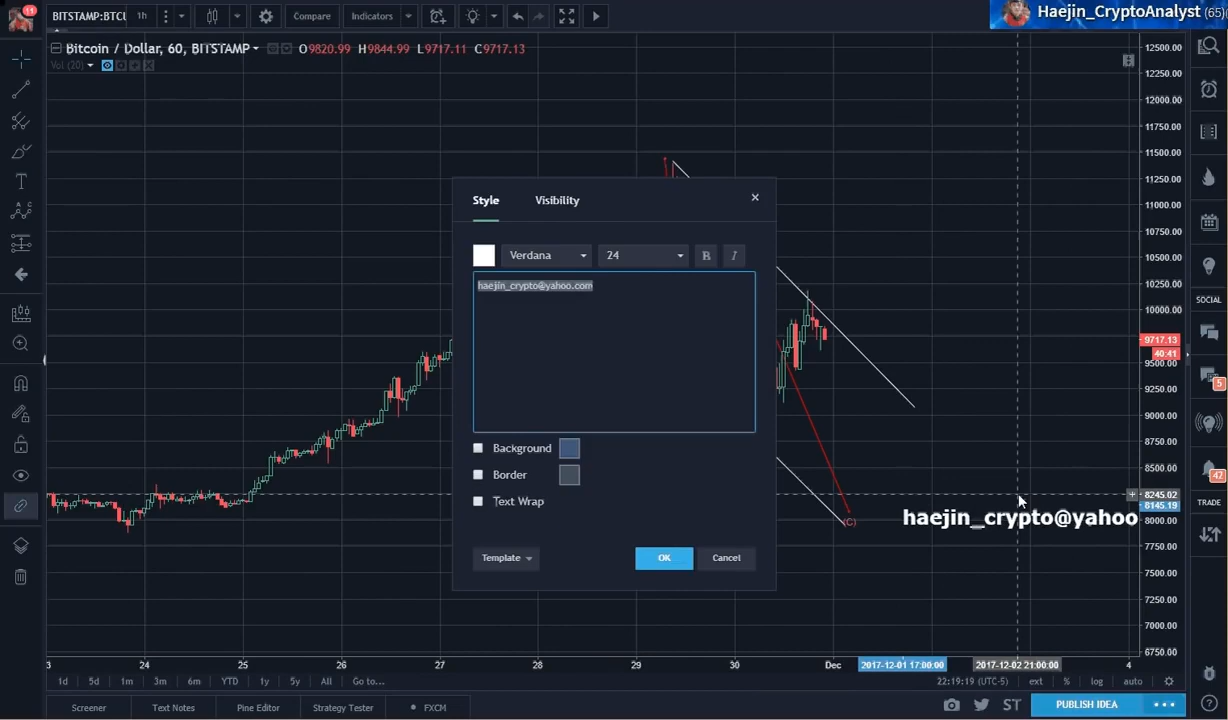 11
BITSTAMP:BTCU
1h
Compare
Indicators
Haejin_CryptoAnalyst (65)
Bitcoin / Dollar, 60, BITSTAMP
O9820.99 H9844.99 L9717.11 C9717.13
Vol (20)
12500.00
12250.00
12000.00
11750.00
11500.00
11250.00
11000.00
10750.00
10500.00
10250.00
10000.00
9717.13
40:41
9500.00
9250.00
9000.00
8750.00
8500.00
8245.02
8145.19
8000.00
7750.00
7500.00
7250.00
7000.00
6750.00
SOCIAL
5
42
TRADE
Style
Visibility
Verdana
24
B
I
haejin_crypto@yahoo.com
Background
Border
Text Wrap
Template
OK
Cancel
(C)
haejin_crypto@yahoo
3 24 25 26 27 28 29 30 Dec 2017-12-01 17:00:00 2017-12-02 21:00:00 4
1d 5d 1m 3m 6m YTD 1y 5y All Go to...
22:19:19 (UTC-5) ext % log auto
Screener
Text Notes
Pine Editor
Strategy Tester
FXCM
ST
PUBLISH IDEA